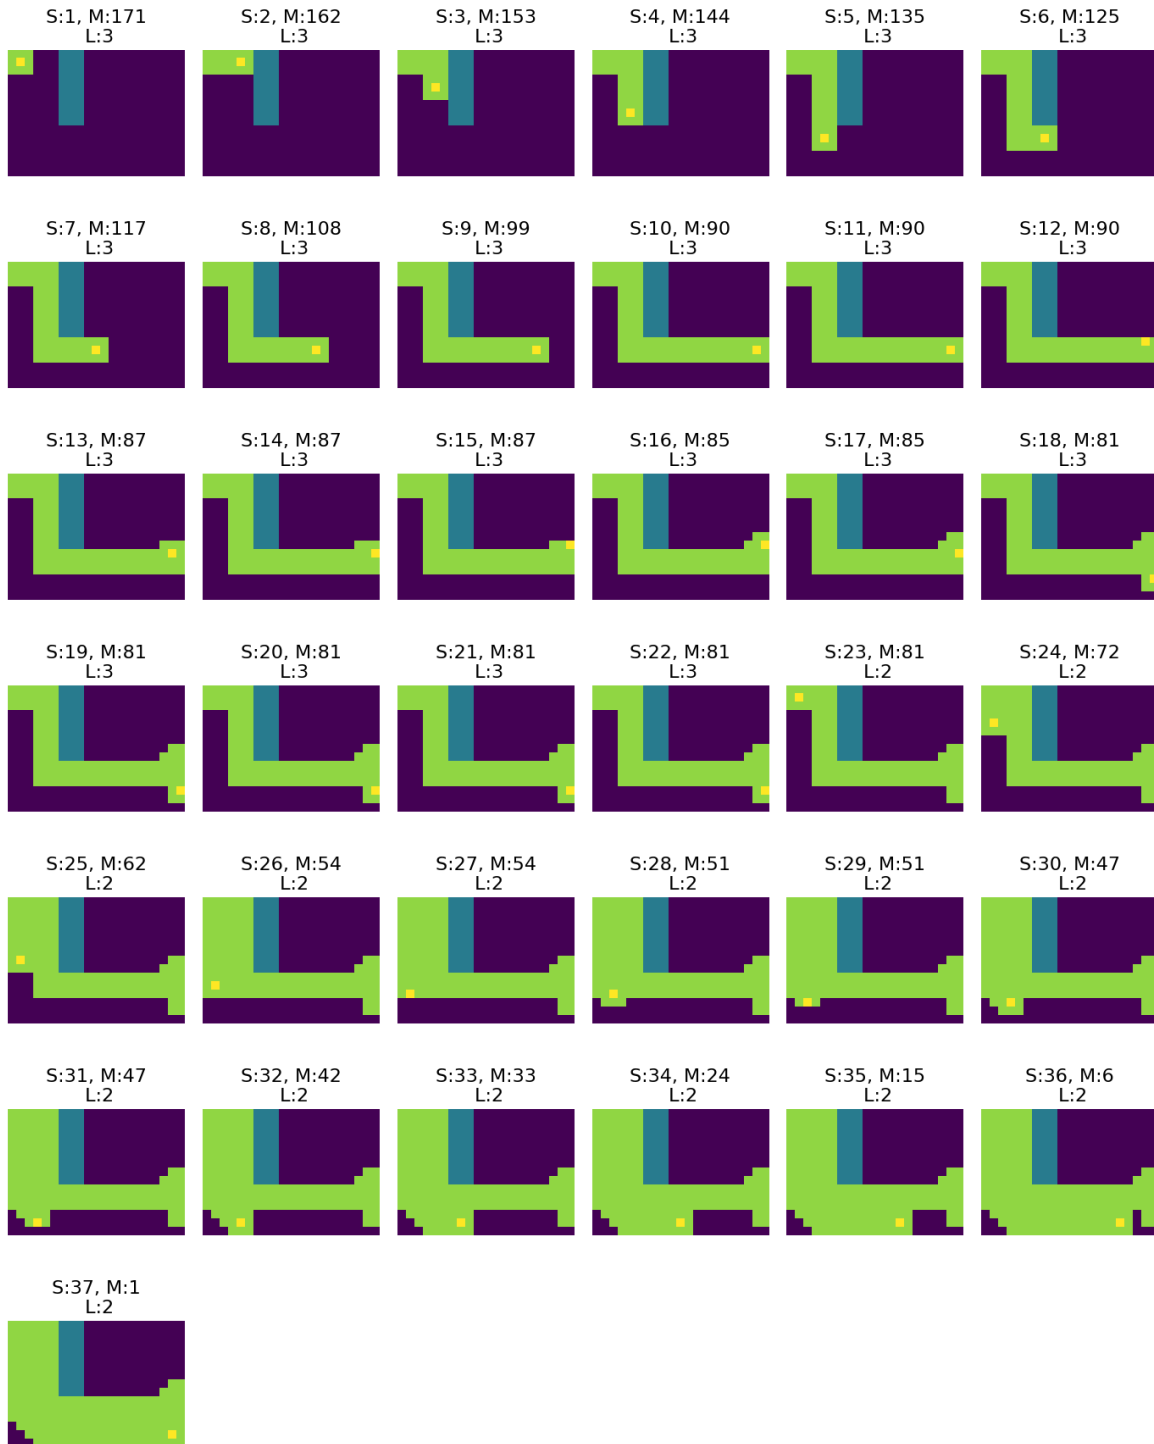 S:1, M:171
L:3
S:2, M:162
L:3
S:3, M:153
L:3
S:4, M:144
L:3
S:5, M:135
L:3
S:6, M:125
L:3
S:7, M:117
L:3
S:8, M:108
L:3
S:9, M:99
L:3
S:10, M:90
L:3
S:11, M:90
L:3
S:12, M:90
L:3
S:13, M:87
L:3
S:14, M:87
L:3
S:15, M:87
L:3
S:16, M:85
L:3
S:17, M:85
L:3
S:18, M:81
L:3
S:19, M:81
L:3
S:20, M:81
L:3
S:21, M:81
L:3
S:22, M:81
L:3
S:23, M:81
L:2
S:24, M:72
L:2
S:25, M:62
L:2
S:26, M:54
L:2
S:27, M:54
L:2
S:28, M:51
L:2
S:29, M:51
L:2
S:30, M:47
L:2
S:31, M:47
L:2
S:32, M:42
L:2
S:33, M:33
L:2
S:34, M:24
L:2
S:35, M:15
L:2
S:36, M:6
L:2
S:37, M:1
L:2